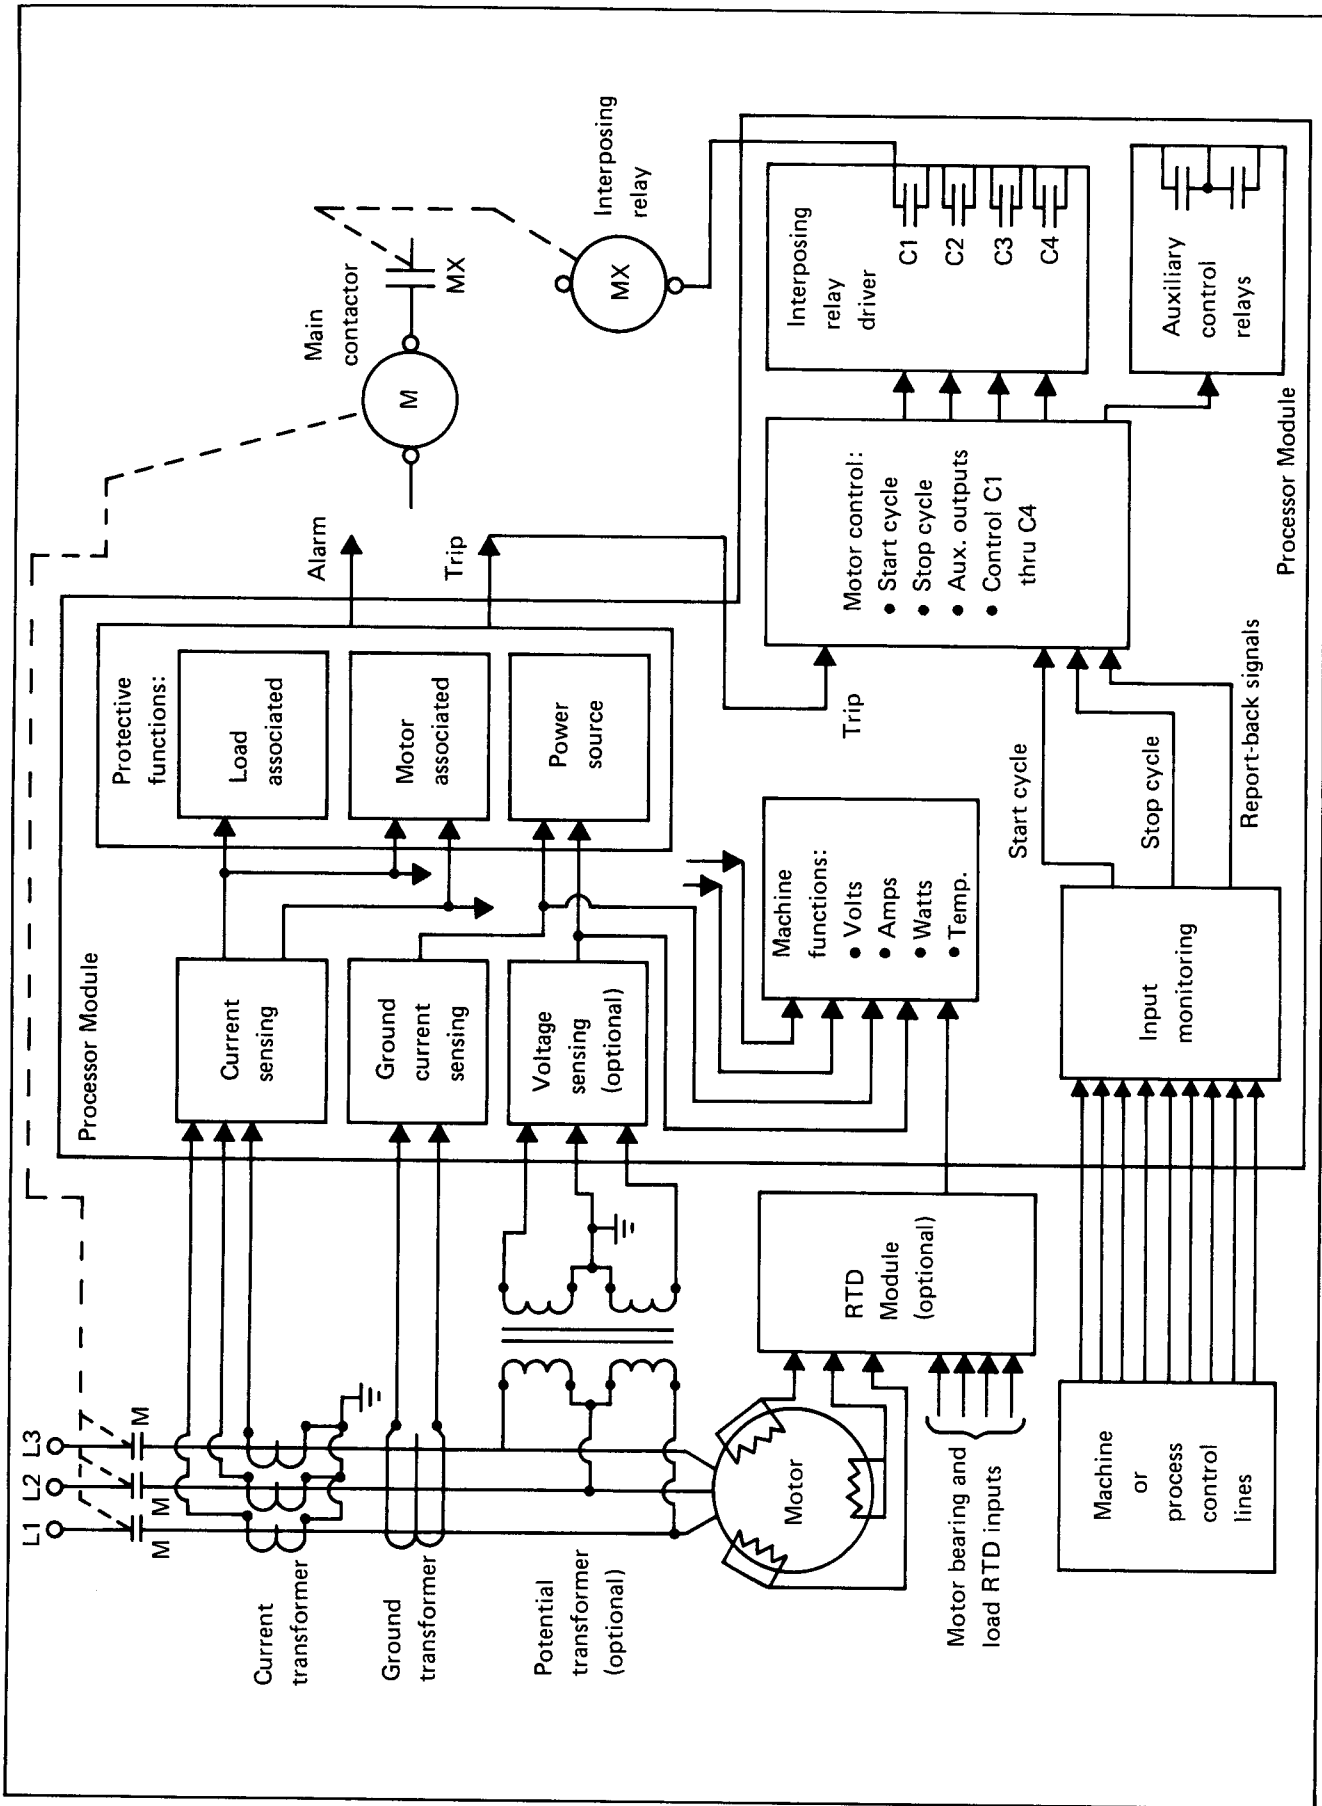 L1
L2
L3
M
M
M
Current
transformer
Ground
transformer
Potential
transformer
(optional)
Motor
Motor bearing and
load RTD inputs
Machine
or
process
control
lines
RTD
Module
(optional)
Processor Module
Current
sensing
Ground
current
sensing
Voltage
sensing
(optional)
Protective
functions:
Load
associated
Motor
associated
Power
source
Machine
functions:
• Volts
• Amps
• Watts
• Temp.
Input
monitoring
Start cycle
Stop cycle
Report-back signals
Alarm
Trip
Trip
Motor control:
• Start cycle
• Stop cycle
• Aux. outputs
• Control C1
thru C4
Main
contactor
M
MX
Interposing
relay
MX
Interposing
relay
driver
C1
C2
C3
C4
Auxiliary
control
relays
Processor Module